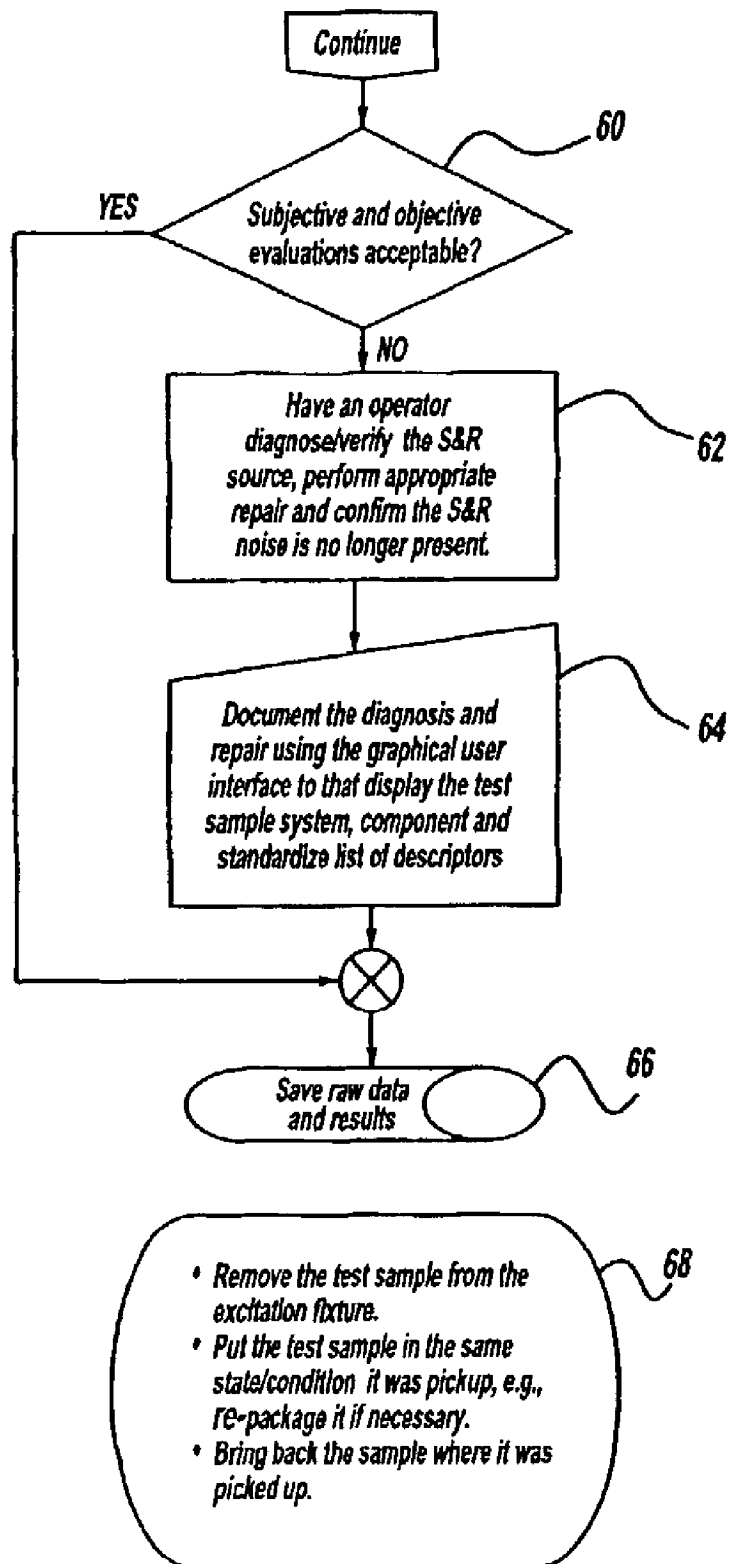 Continue
60
YES
Subjective and objective
evaluations acceptable?
NO
Have an operator
diagnose/verify the S&R
source, perform appropriate
repair and confirm the S&R
noise is no longer present.
62
Document the diagnosis and
repair using the graphical user
interface to that display the test
sample system, component and
standardize list of descriptors
64
Save raw data
and results
66
• Remove the test sample from the
excitation fixture.
• Put the test sample in the same
state/condition it was pickup, e.g.,
re-package it if necessary.
• Bring back the sample where it was
picked up.
68